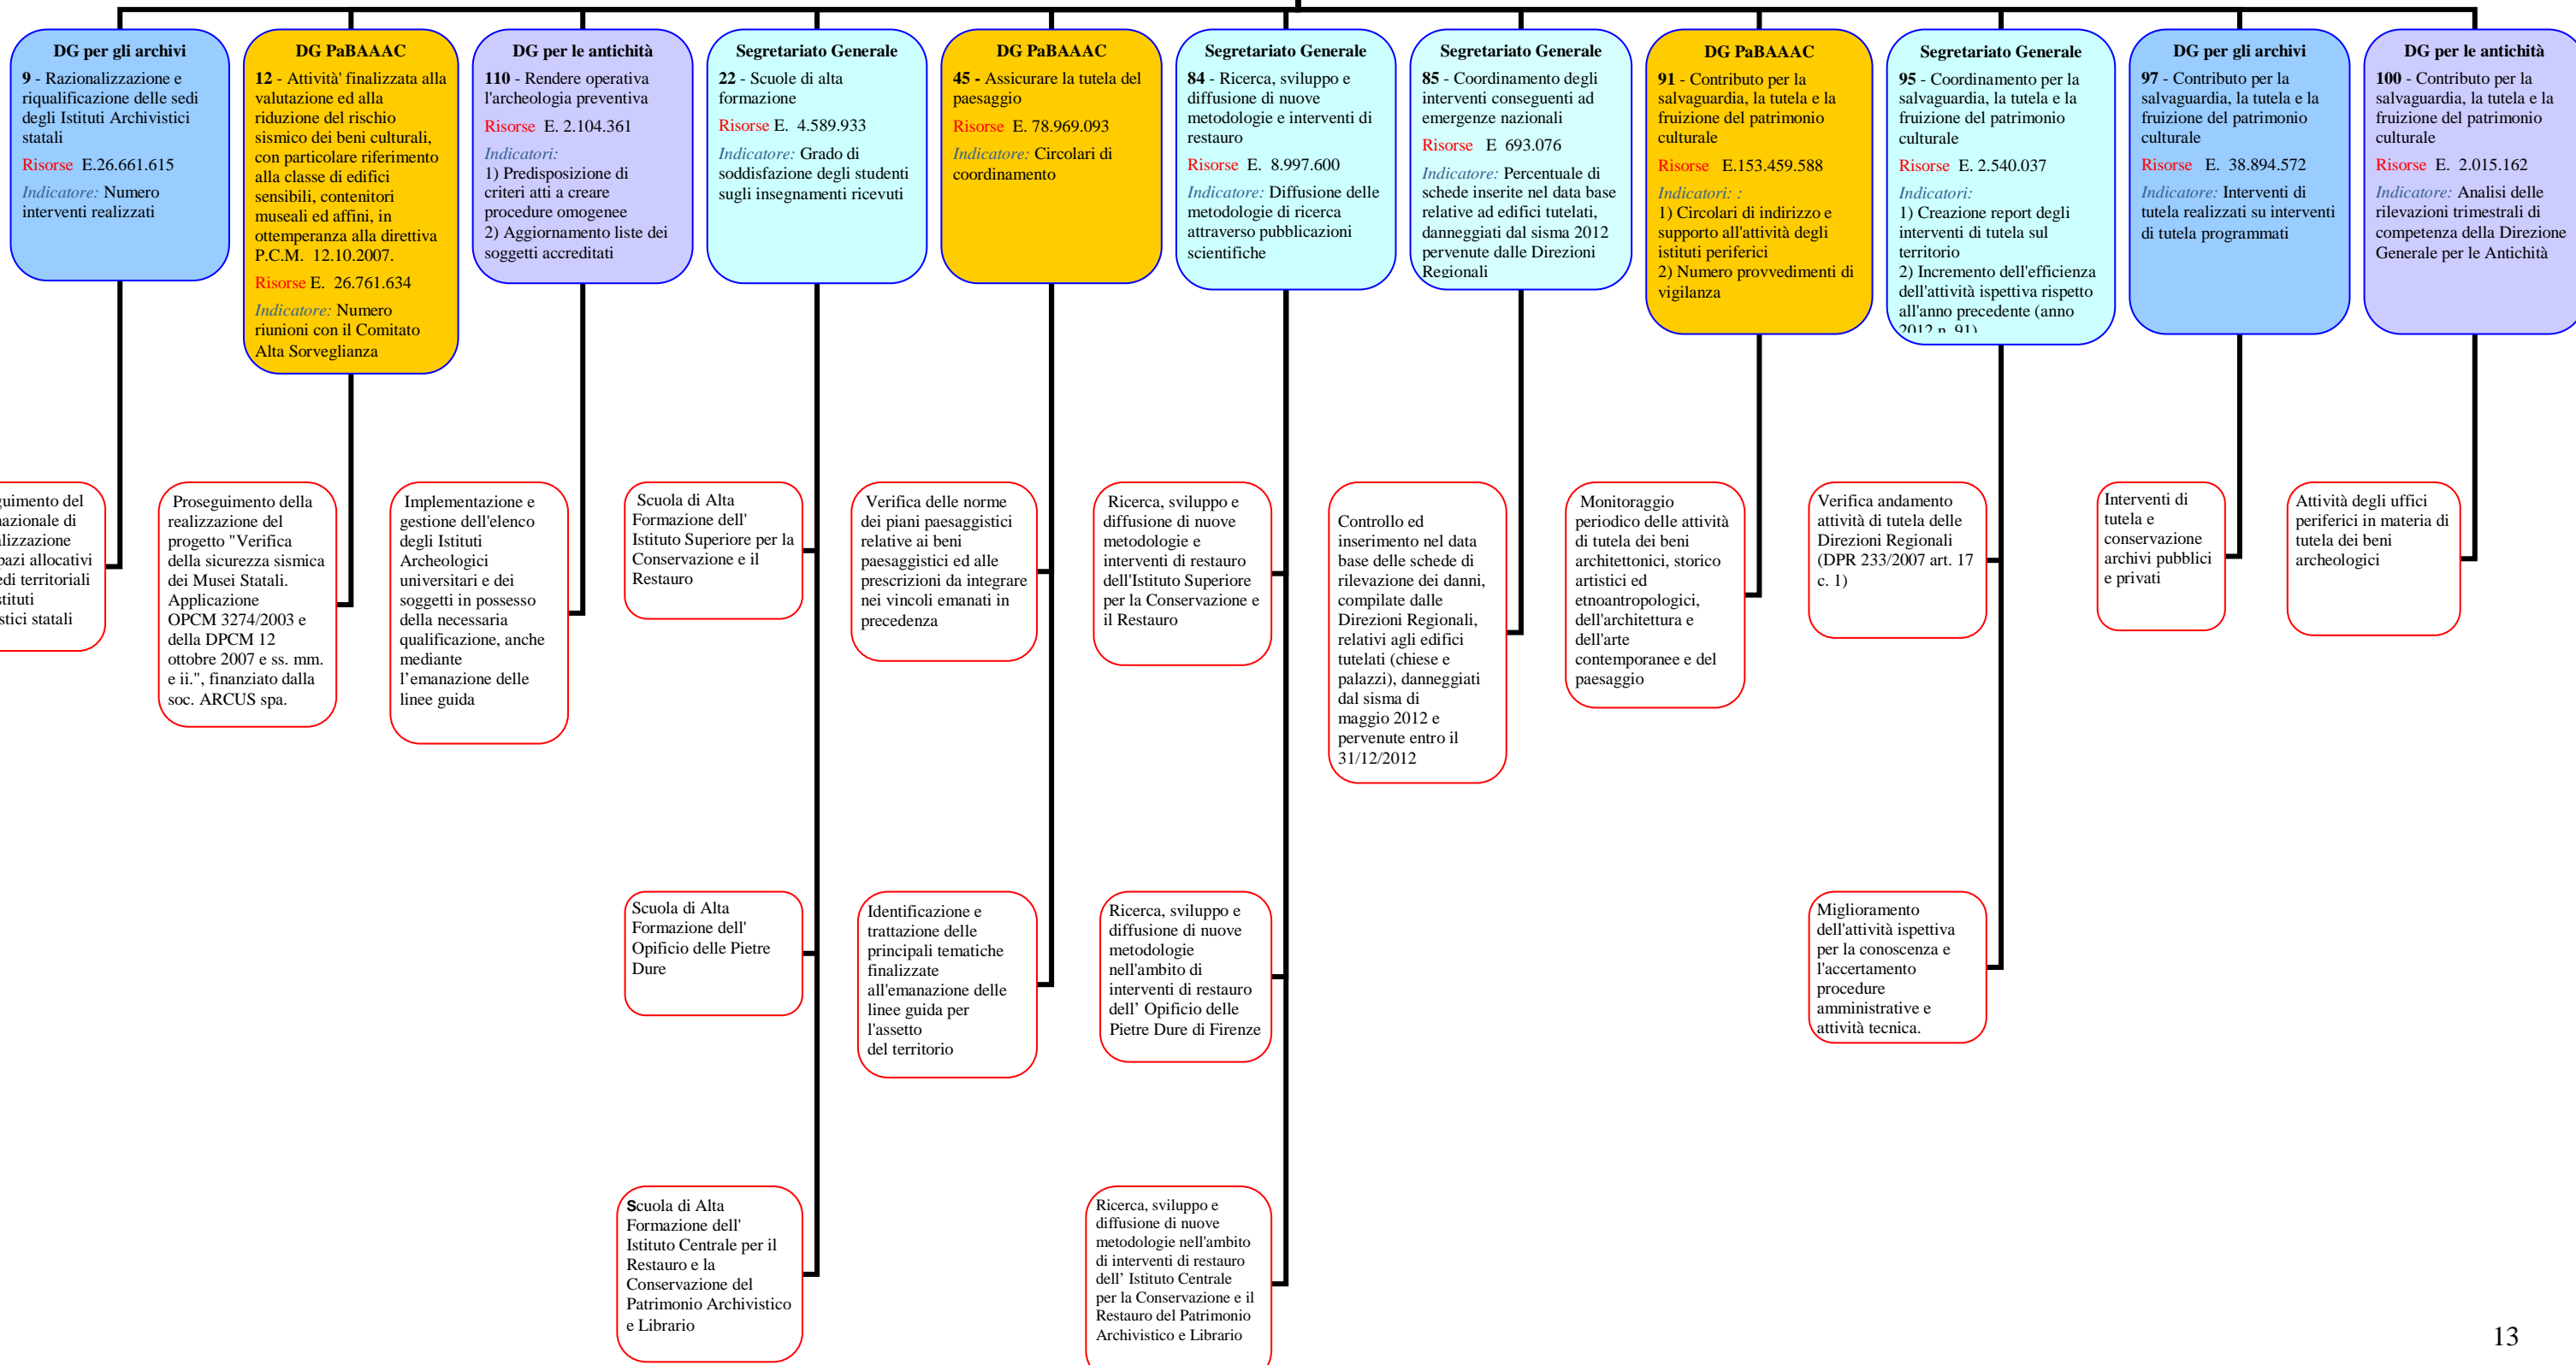 DG per gli archivi
9 - Razionalizzazione e
riqualificazione delle sedi
degli Istituti Archivistici
statali
Risorse E.26.661.615
Indicatore: Numero
interventi realizzati
DG PaBAAAC
12 - Attività' finalizzata alla
valutazione ed alla
riduzione del rischio
sismico dei beni culturali,
con particolare riferimento
alla classe di edifici
sensibili, contenitori
museali ed affini, in
ottemperanza alla direttiva
P.C.M. 12.10.2007.
Risorse E. 26.761.634
Indicatore: Numero
riunioni con il Comitato
Alta Sorveglianza
DG per le antichità
110 - Rendere operativa
l'archeologia preventiva
Risorse E. 2.104.361
Indicatori:
1) Predisposizione di
criteri atti a creare
procedure omogenee
2) Aggiornamento liste dei
soggetti accreditati
Segretariato Generale
22 - Scuole di alta
formazione
Risorse E. 4.589.933
Indicatore: Grado di
soddisfazione degli studenti
sugli insegnamenti ricevuti
DG PaBAAAC
45 - Assicurare la tutela del
paesaggio
Risorse E. 78.969.093
Indicatore: Circolari di
coordinamento
Segretariato Generale
84 - Ricerca, sviluppo e
diffusione di nuove
metodologie e interventi di
restauro
Risorse E. 8.997.600
Indicatore: Diffusione delle
metodologie di ricerca
attraverso pubblicazioni
scientifiche
Segretariato Generale
85 - Coordinamento degli
interventi conseguenti ad
emergenze nazionali
Risorse E 693.076
Indicatore: Percentuale di
schede inserite nel data base
relative ad edifici tutelati,
danneggiati dal sisma 2012
pervenute dalle Direzioni
Regionali
DG PaBAAAC
91 - Contributo per la
salvaguardia, la tutela e la
fruizione del patrimonio
culturale
Risorse E.153.459.588
Indicatori: :
1) Circolari di indirizzo e
supporto all'attività degli
istituti periferici
2) Numero provvedimenti di
vigilanza
Segretariato Generale
95 - Coordinamento per la
salvaguardia, la tutela e la
fruizione del patrimonio
culturale
Risorse E. 2.540.037
Indicatori:
1) Creazione report degli
interventi di tutela sul
territorio
2) Incremento dell'efficienza
dell'attività ispettiva rispetto
all'anno precedente (anno
2012 n. 91)
DG per gli archivi
97 - Contributo per la
salvaguardia, la tutela e la
fruizione del patrimonio
culturale
Risorse E. 38.894.572
Indicatore: Interventi di
tutela realizzati su interventi
di tutela programmati
DG per le antichità
100 - Contributo per la
salvaguardia, la tutela e la
fruizione del patrimonio
culturale
Risorse E. 2.015.162
Indicatore: Analisi delle
rilevazioni trimestrali di
competenza della Direzione
Generale per le Antichità
guimento del
nazionale di
alizzazione
pazi allocativi
edi territoriali
stituti
stici statali
Proseguimento della
realizzazione del
progetto "Verifica
della sicurezza sismica
dei Musei Statali.
Applicazione
OPCM 3274/2003 e
della DPCM 12
ottobre 2007 e ss. mm.
e ii.", finanziato dalla
soc. ARCUS spa.
Implementazione e
gestione dell'elenco
degli Istituti
Archeologici
universitari e dei
soggetti in possesso
della necessaria
qualificazione, anche
mediante
l’emanazione delle
linee guida
Scuola di Alta
Formazione dell'
Istituto Superiore per la
Conservazione e il
Restauro
Verifica delle norme
dei piani paesaggistici
relative ai beni
paesaggistici ed alle
prescrizioni da integrare
nei vincoli emanati in
precedenza
Ricerca, sviluppo e
diffusione di nuove
metodologie e
interventi di restauro
dell'Istituto Superiore
per la Conservazione e
il Restauro
Controllo ed
inserimento nel data
base delle schede di
rilevazione dei danni,
compilate dalle
Direzioni Regionali,
relativi agli edifici
tutelati (chiese e
palazzi), danneggiati
dal sisma di
maggio 2012 e
pervenute entro il
31/12/2012
Monitoraggio
periodico delle attività
di tutela dei beni
architettonici, storico
artistici ed
etnoantropologici,
dell'architettura e
dell'arte
contemporanee e del
paesaggio
Verifica andamento
attività di tutela delle
Direzioni Regionali
(DPR 233/2007 art. 17
c. 1)
Interventi di
tutela e
conservazione
archivi pubblici
e privati
Attività degli uffici
periferici in materia di
tutela dei beni
archeologici
Scuola di Alta
Formazione dell'
Opificio delle Pietre
Dure
Identificazione e
trattazione delle
principali tematiche
finalizzate
all'emanazione delle
linee guida per
l'assetto
del territorio
Ricerca, sviluppo e
diffusione di nuove
metodologie
nell'ambito di
interventi di restauro
dell’ Opificio delle
Pietre Dure di Firenze
Miglioramento
dell'attività ispettiva
per la conoscenza e
l'accertamento
procedure
amministrative e
attività tecnica.
Scuola di Alta
Formazione dell'
Istituto Centrale per il
Restauro e la
Conservazione del
Patrimonio Archivistico
e Librario
Ricerca, sviluppo e
diffusione di nuove
metodologie nell'ambito
di interventi di restauro
dell’ Istituto Centrale
per la Conservazione e il
Restauro del Patrimonio
Archivistico e Librario
13